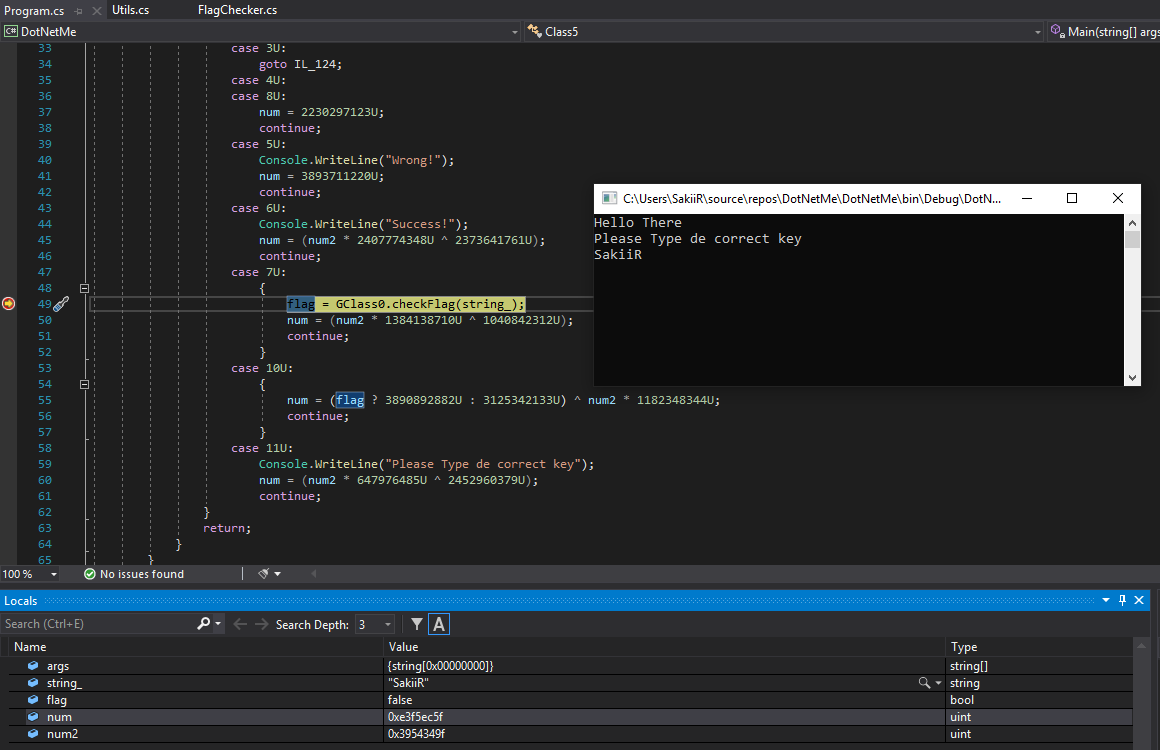 Program.cs
Utils.cs
FlagChecker.cs
C# DotNetMe
Class5
Main(string[] args
33 case 3U:
34 goto IL_124;
35 case 4U:
36 case 8U:
37 num = 2230297123U;
38 continue;
39 case 5U:
40 Console.WriteLine("Wrong!");
41 num = 3893711220U;
42 continue;
43 case 6U:
44 Console.WriteLine("Success!");
45 num = (num2 * 2407774348U ^ 2373641761U);
46 continue;
47 case 7U:
48 {
49 flag = GClass0.checkFlag(string_);
50 num = (num2 * 1384138710U ^ 1040842312U);
51 continue;
52 }
53 case 10U:
54 {
55 num = (flag ? 3890892882U : 3125342133U) ^ num2 * 1182348344U;
56 continue;
57 }
58 case 11U:
59 Console.WriteLine("Please Type de correct key");
60 num = (num2 * 647976485U ^ 2452960379U);
61 continue;
62 }
63 return;
64 }
65 }
C:\Users\SakiiR\source\repos\DotNetMe\DotNetMe\bin\Debug\DotN...
Hello There
Please Type de correct key
SakiiR
100 %
No issues found
Locals
Search (Ctrl+E)
Search Depth: 3
A
Name Value Type
args {string[0x00000000]} string[]
string_ "SakiiR" string
flag false bool
num 0xe3f5ec5f uint
num2 0x3954349f uint